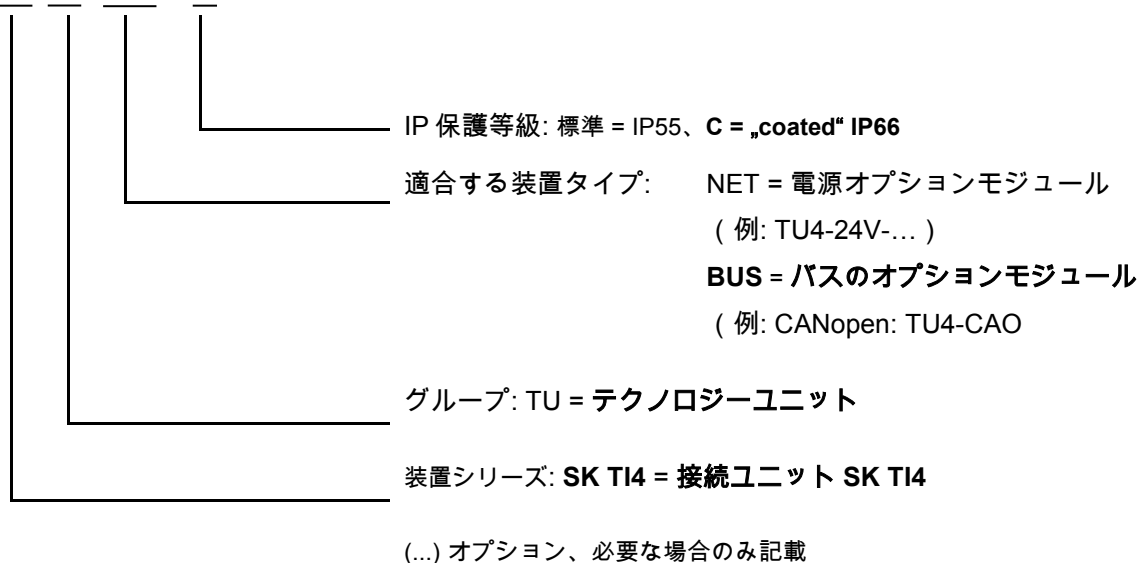 IP 保護等級: 標準 = IP55、C = „coated“ IP66
適合する装置タイプ: NET = 電源オプションモジュール
( 例: TU4-24V-… )
BUS = バスのオプションモジュール
( 例: CANopen: TU4-CAO
グループ: TU = テクノロジーユニット
装置シリーズ: SK TI4 = 接続ユニット SK TI4
(...) オプション、必要な場合のみ記載